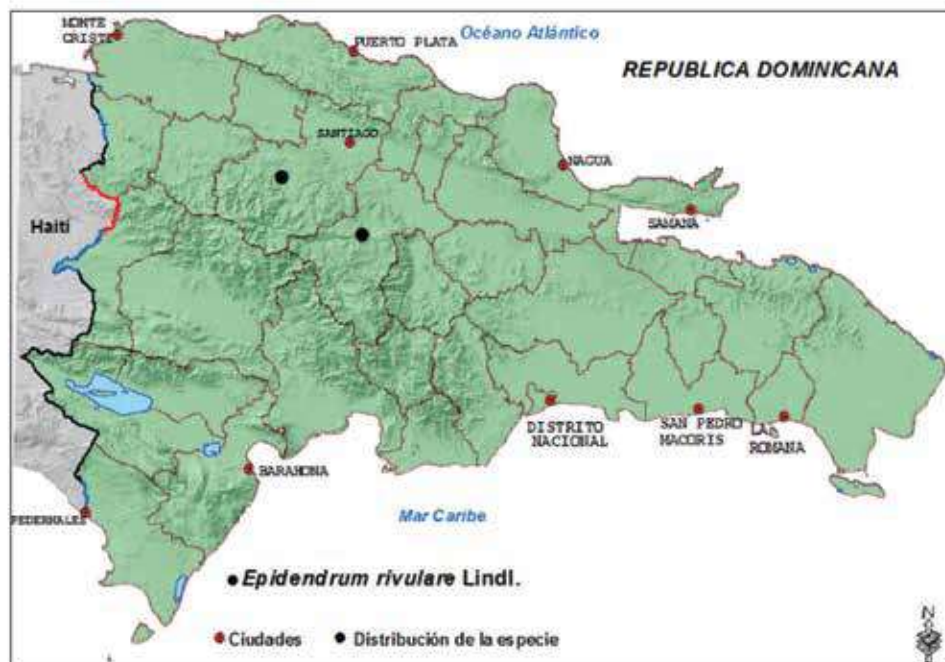 MONTE
CRISTI
PUERTO PLATA
Océano Atlántico
REPUBLICA DOMINICANA
SANTIAGO
NAGUA
SAMANA
Haití
DISTRITO
NACIONAL
SAN PEDRO
MACORIS
LA
ROMANA
BARAHONA
PEDERNALES
Mar Caribe
Epidendrum rivulare Lindl.
Ciudades
Distribución de la especie
N